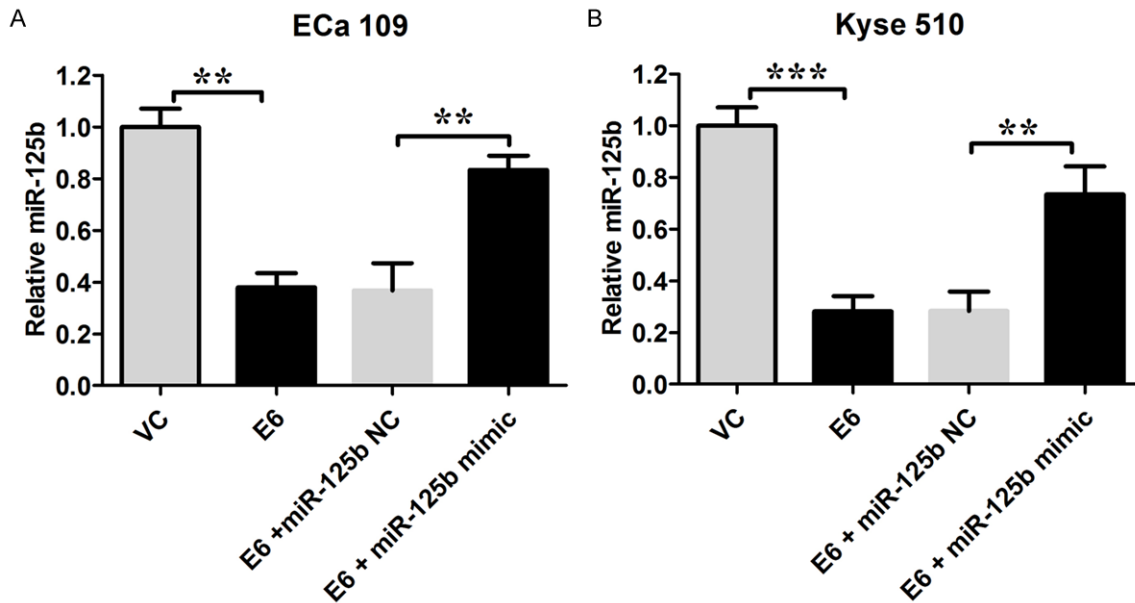 A
ECa 109
Relative miR-125b
1.2
1.0
0.8
0.6
0.4
0.2
0.0
**
**
VC
E6
E6 +miR-125b NC
E6 + miR-125b mimic
B
Kyse 510
Relative miR-125b
1.2
1.0
0.8
0.6
0.4
0.2
0.0
***
**
VC
E6
E6 + miR-125b NC
E6 + miR-125b mimic